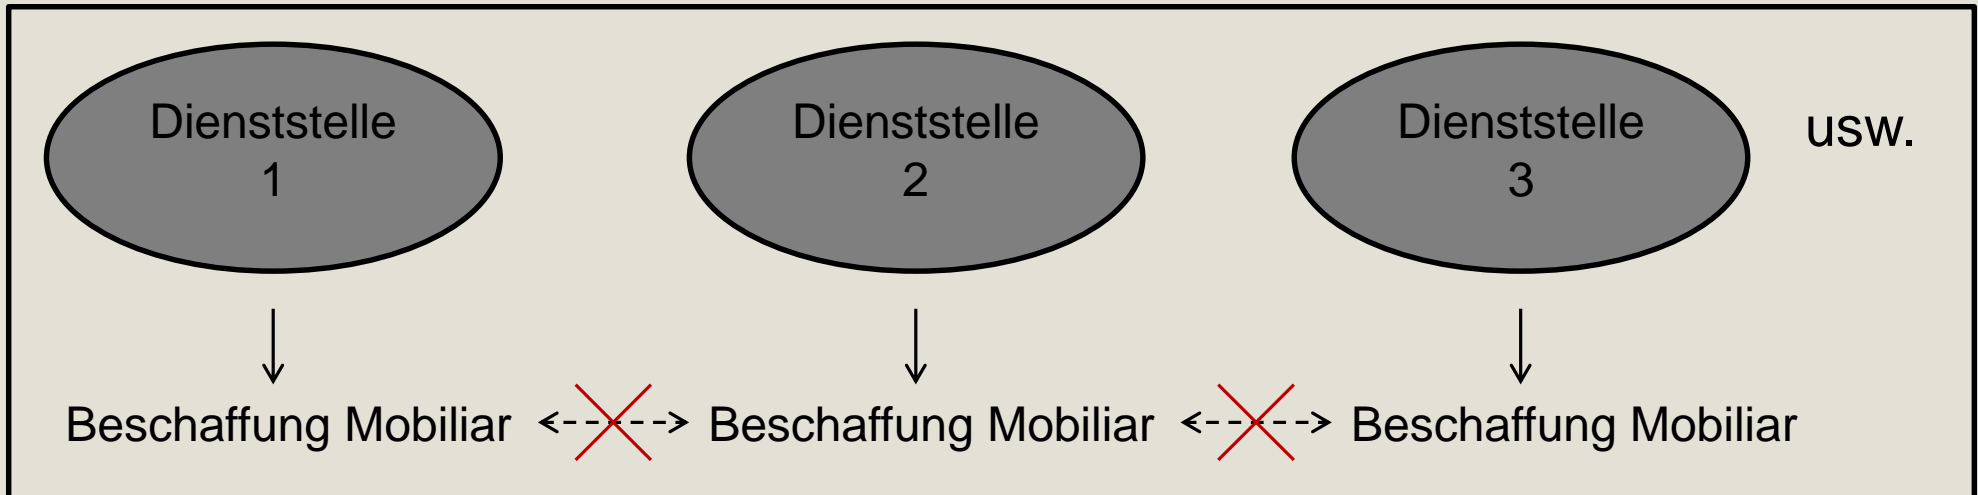 Dienststelle
1
Dienststelle
2
Dienststelle
3
usw.
Beschaffung Mobiliar
Beschaffung Mobiliar
Beschaffung Mobiliar